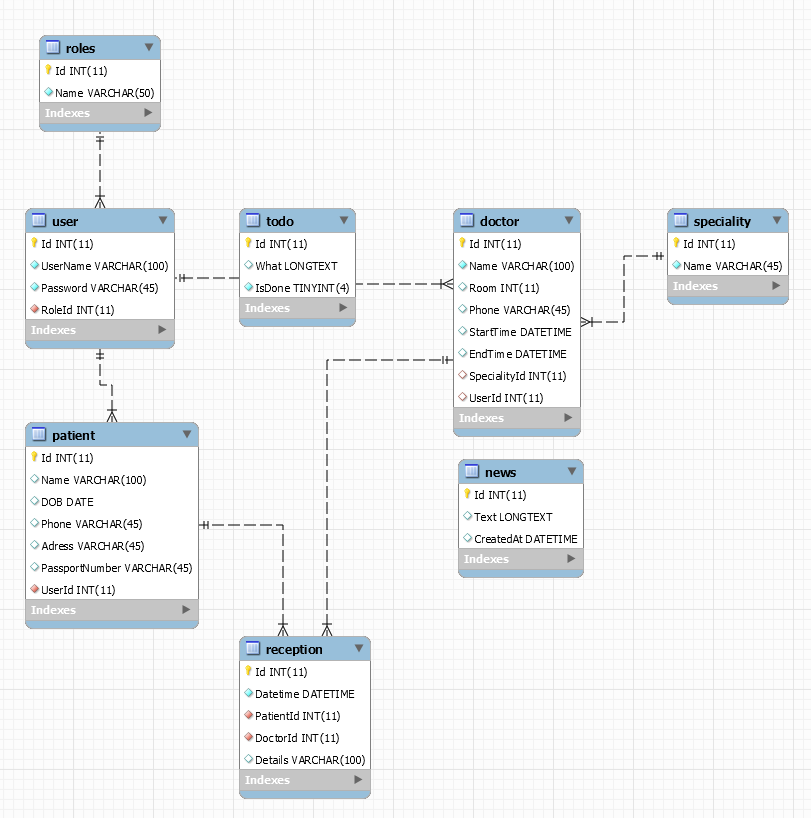 roles
Id INT(11)
Name VARCHAR(50)
Indexes
user
Id INT(11)
UserName VARCHAR(100)
Password VARCHAR(45)
RoleId INT(11)
Indexes
todo
Id INT(11)
What LONGTEXT
IsDone TINYINT(4)
Indexes
doctor
Id INT(11)
Name VARCHAR(100)
Room INT(11)
Phone VARCHAR(45)
StartTime DATETIME
EndTime DATETIME
SpecialityId INT(11)
UserId INT(11)
Indexes
speciality
Id INT(11)
Name VARCHAR(45)
Indexes
patient
Id INT(11)
Name VARCHAR(100)
DOB DATE
Phone VARCHAR(45)
Adress VARCHAR(45)
PassportNumber VARCHAR(45)
UserId INT(11)
Indexes
news
Id INT(11)
Text LONGTEXT
CreatedAt DATETIME
Indexes
reception
Id INT(11)
Datetime DATETIME
PatientId INT(11)
DoctorId INT(11)
Details VARCHAR(100)
Indexes